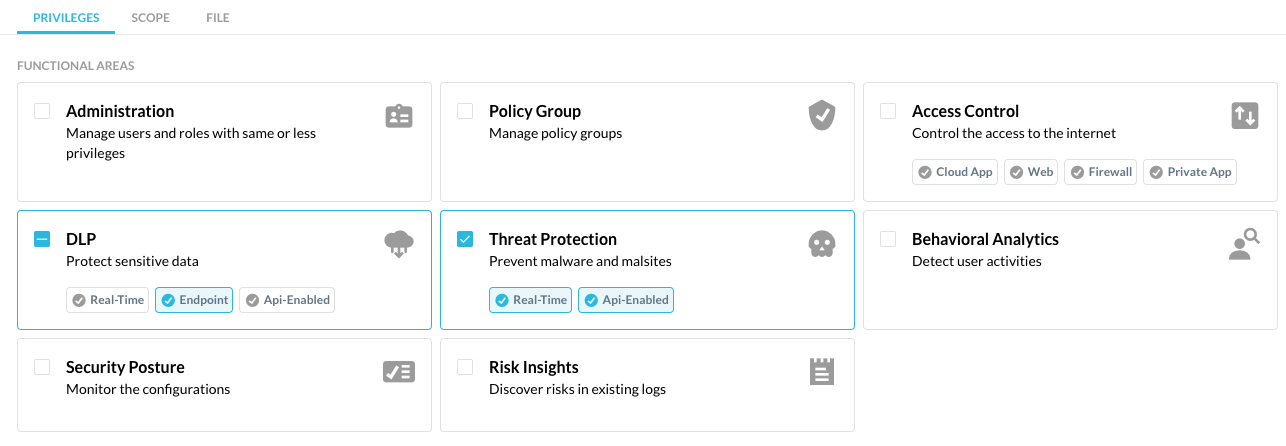 PRIVILEGES SCOPE FILE
FUNCTIONAL AREAS
Administration
Manage users and roles with same or less
privileges
Policy Group
Manage policy groups
Access Control
Control the access to the internet
Cloud App Web Firewall Private App
DLP
Protect sensitive data
Real-Time Endpoint Api-Enabled
Threat Protection
Prevent malware and malsites
Real-Time Api-Enabled
Behavioral Analytics
Detect user activities
Security Posture
Monitor the configurations
Risk Insights
Discover risks in existing logs